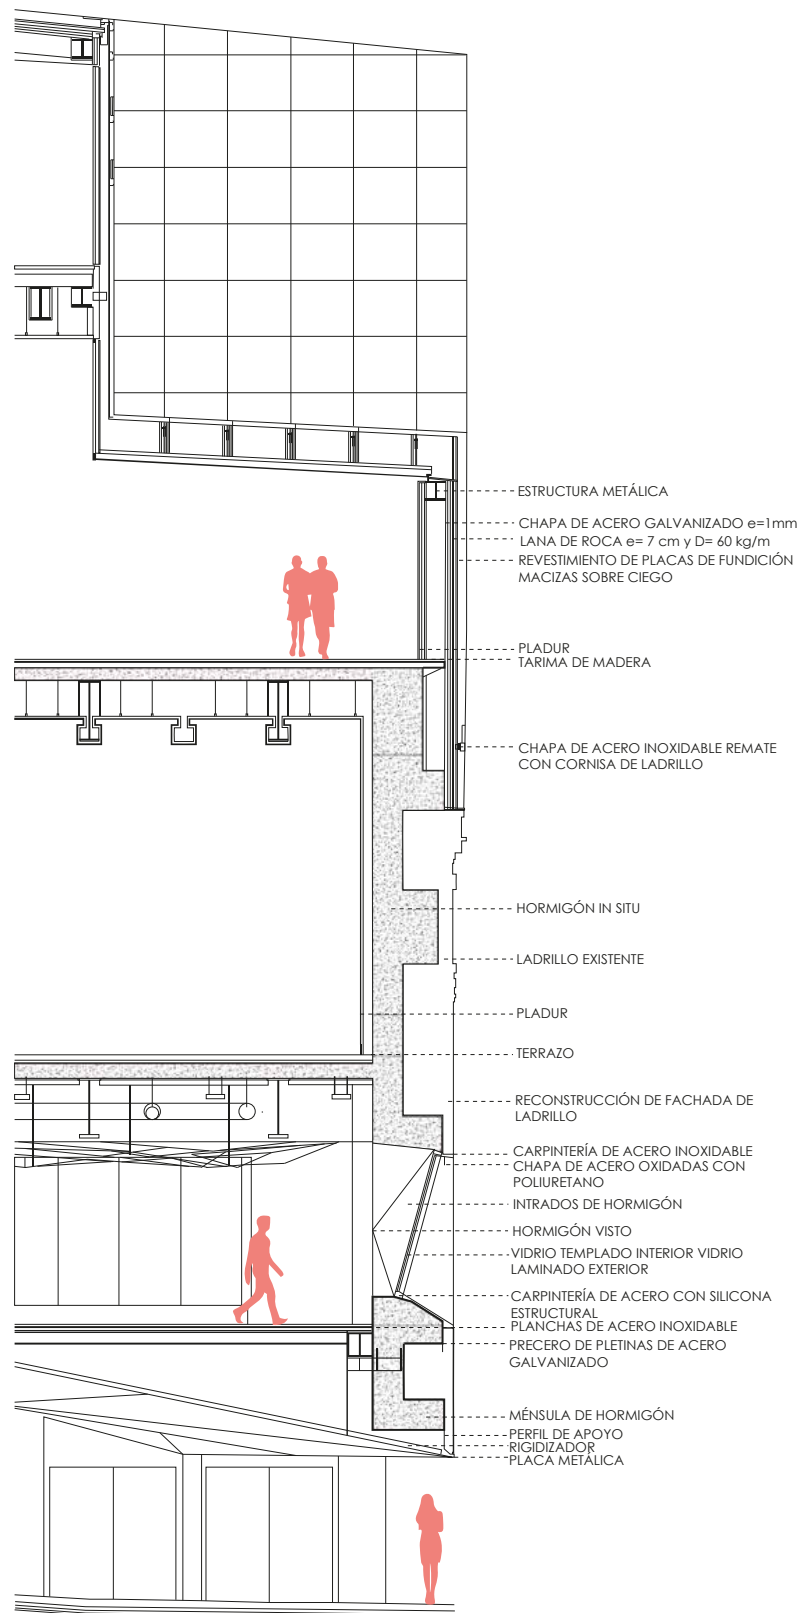 ESTRUCTURA METÁLICA
CHAPA DE ACERO GALVANIZADO e=1mm
LANA DE ROCA e= 7 cm y D= 60 kg/m
REVESTIMIENTO DE PLACAS DE FUNDICIÓN
MACIZAS SOBRE CIEGO
PLADUR
TARIMA DE MADERA
CHAPA DE ACERO INOXIDABLE REMATE
CON CORNISA DE LADRILLO
HORMIGÓN IN SITU
LADRILLO EXISTENTE
PLADUR
TERRAZO
RECONSTRUCCIÓN DE FACHADA DE
LADRILLO
CARPINTERÍA DE ACERO INOXIDABLE
CHAPA DE ACERO OXIDADAS CON
POLIURETANO
INTRADOS DE HORMIGÓN
HORMIGÓN VISTO
VIDRIO TEMPLADO INTERIOR VIDRIO
LAMINADO EXTERIOR
CARPINTERÍA DE ACERO CON SILICONA
ESTRUCTURAL
PLANCHAS DE ACERO INOXIDABLE
PRECERO DE PLETINAS DE ACERO
GALVANIZADO
MÉNSULA DE HORMIGÓN
PERFIL DE APOYO
RIGIDIZADOR
PLACA METÁLICA